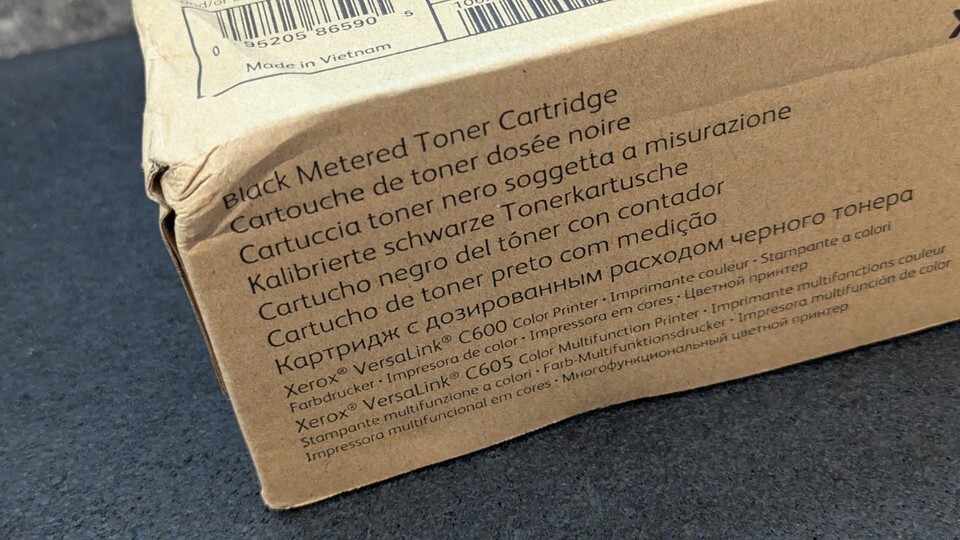 and/or
0 95205 86590 5
Made in Vietnam
Black Metered Toner Cartridge
Cartouche de toner dosée noire
Cartuccia toner nero soggetta a misurazione
Kalibrierte schwarze Tonerkartusche
Cartucho negro del tóner con contador
Cartucho de toner preto com medição
Картридж с дозированным расходом черного тонера
Xerox® VersaLink® C600 Color Printer · Imprimante couleur · Stampante a colori
Farbdrucker · Impresora de color · Impressora em cores · Цветной принтер
Xerox® VersaLink® C605 Color Multifunction Printer · Imprimante multifonctions couleur
Stampante multifunzione a colori · Farb-Multifunktionsdrucker · Impresora multifunción de color
Impressora multifuncional em cores · Многофункциональный цветной принтер